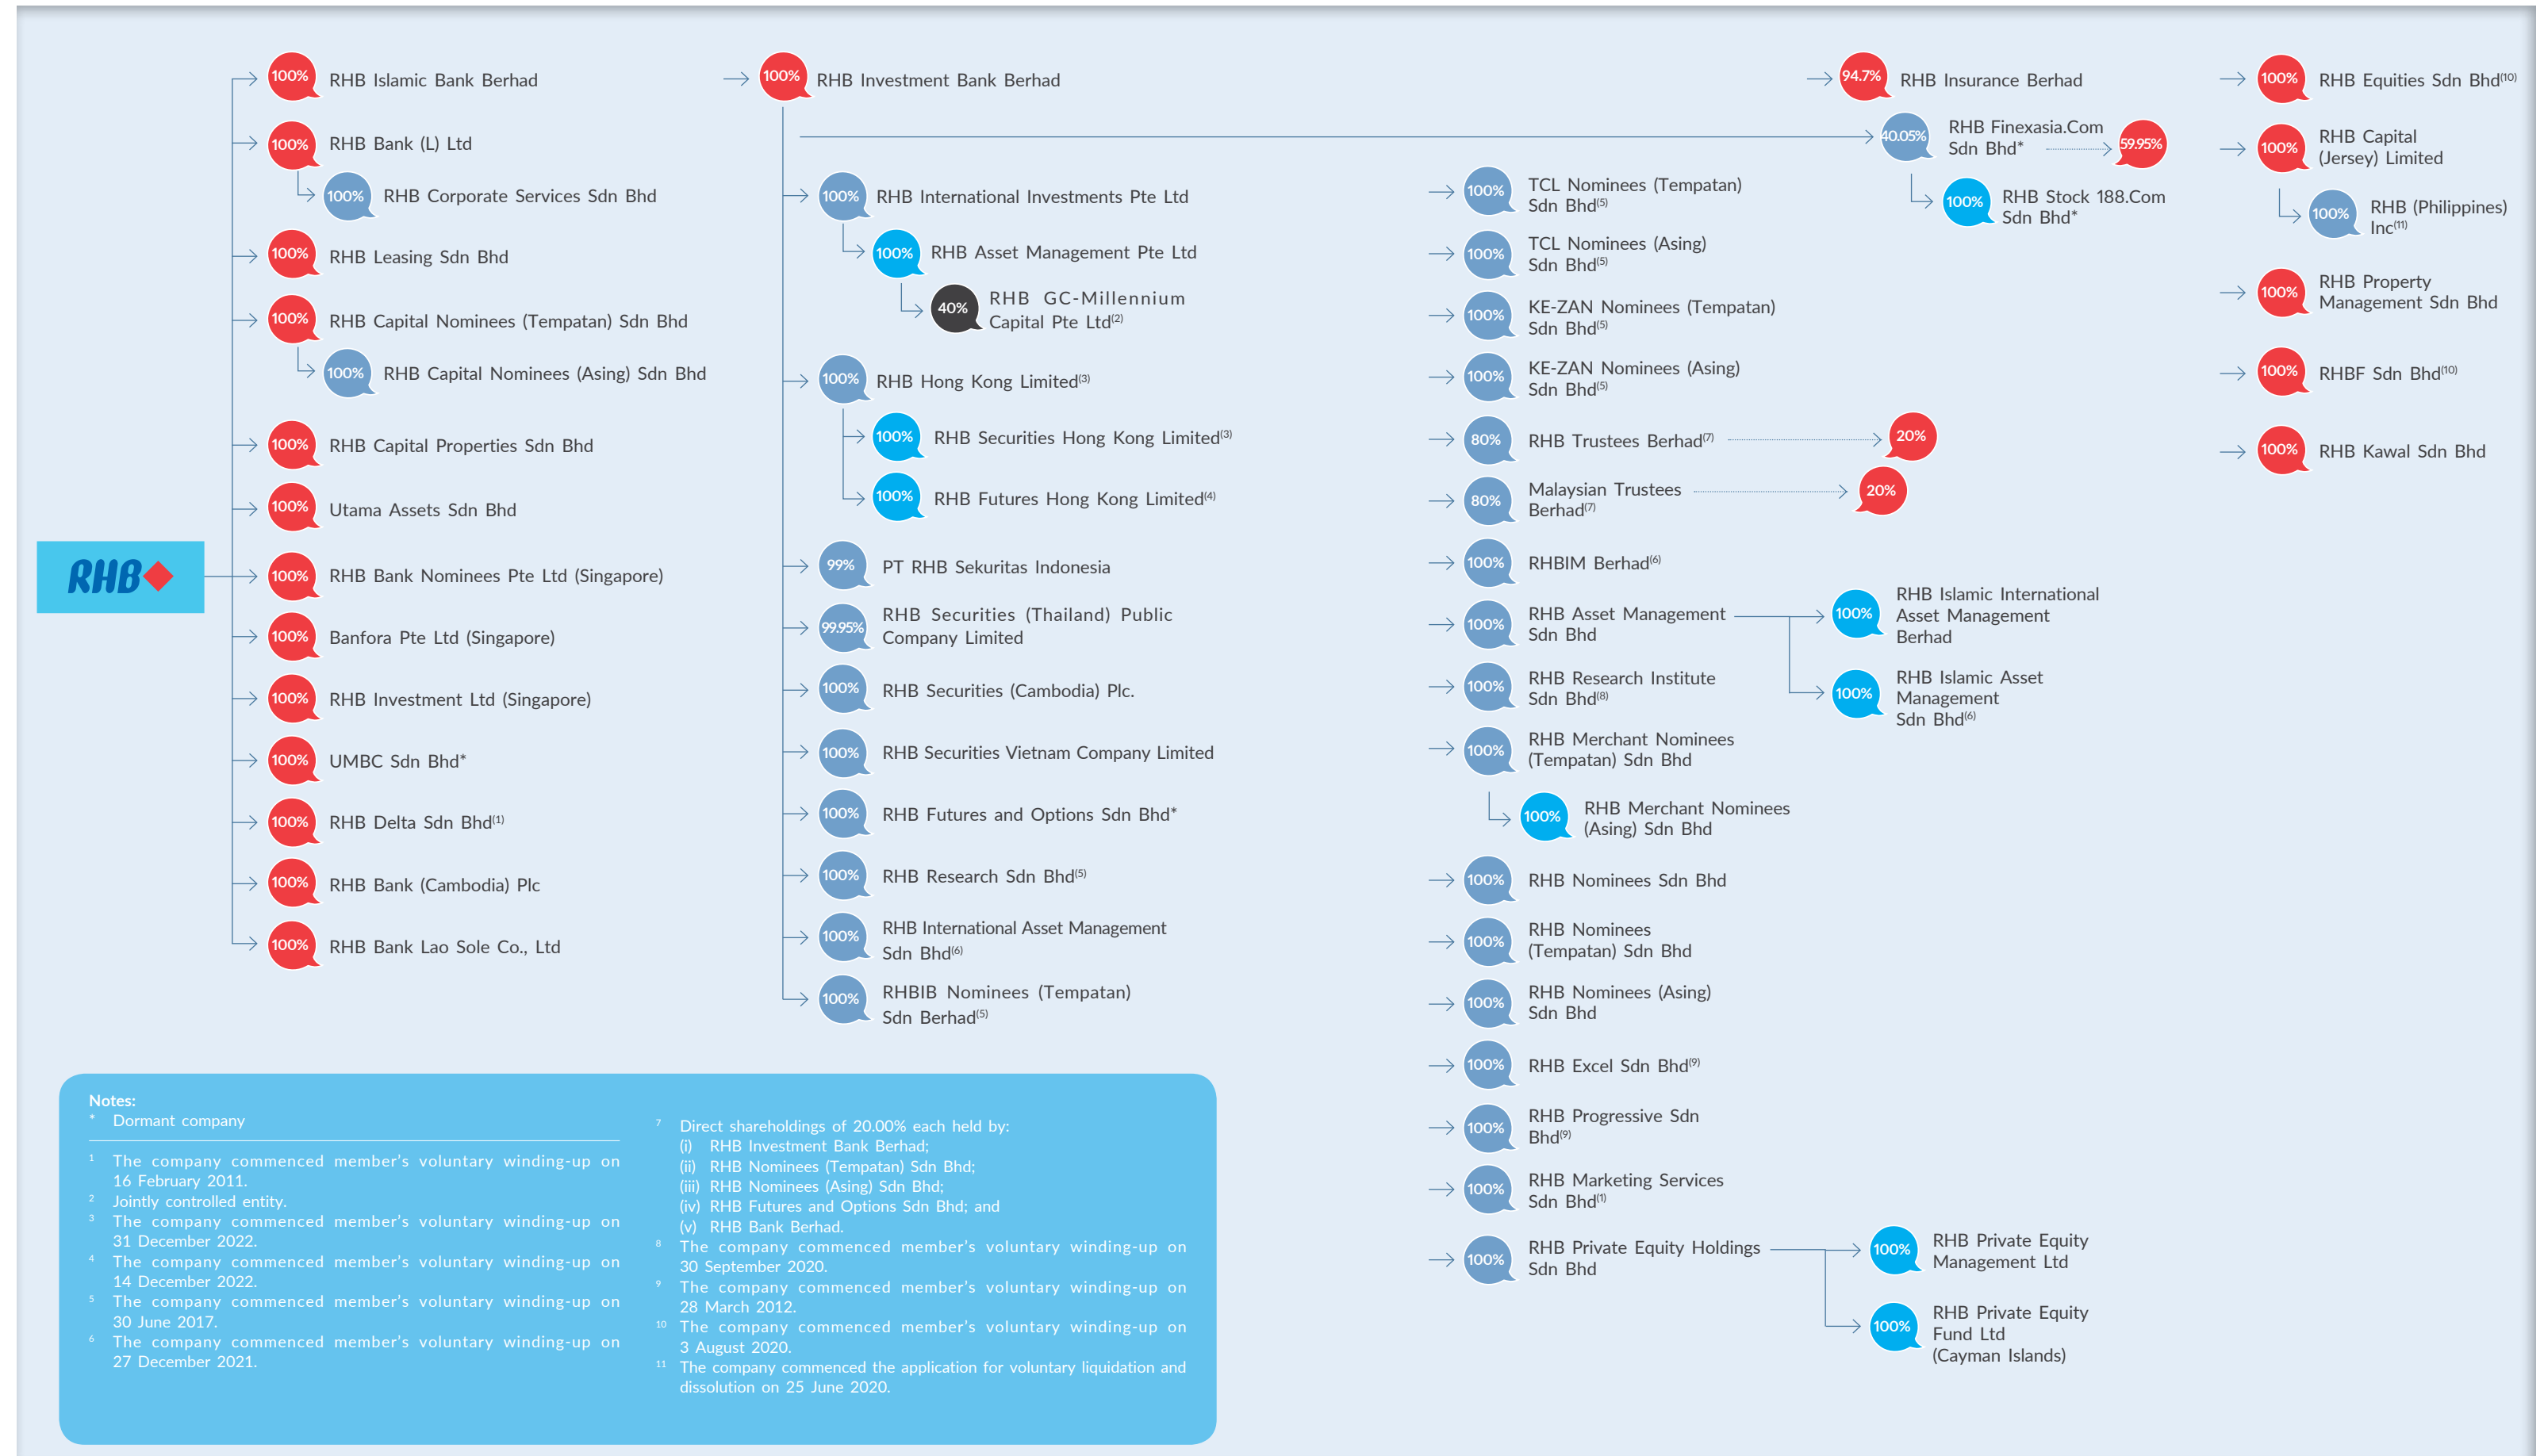 RHB
100% RHB Islamic Bank Berhad
100% RHB Bank (L) Ltd
100% RHB Corporate Services Sdn Bhd
100% RHB Leasing Sdn Bhd
100% RHB Capital Nominees (Tempatan) Sdn Bhd
100% RHB Capital Nominees (Asing) Sdn Bhd
100% RHB Capital Properties Sdn Bhd
100% Utama Assets Sdn Bhd
100% RHB Bank Nominees Pte Ltd (Singapore)
100% Banfora Pte Ltd (Singapore)
100% RHB Investment Ltd (Singapore)
100% UMBC Sdn Bhd*
100% RHB Delta Sdn Bhd(1)
100% RHB Bank (Cambodia) Plc
100% RHB Bank Lao Sole Co., Ltd
100% RHB Investment Bank Berhad
100% RHB International Investments Pte Ltd
100% RHB Asset Management Pte Ltd
40% RHB GC-Millennium
Capital Pte Ltd(2)
100% RHB Hong Kong Limited(3)
100% RHB Securities Hong Kong Limited(3)
100% RHB Futures Hong Kong Limited(4)
99% PT RHB Sekuritas Indonesia
99.95% RHB Securities (Thailand) Public
Company Limited
100% RHB Securities (Cambodia) Plc.
100% RHB Securities Vietnam Company Limited
100% RHB Futures and Options Sdn Bhd*
100% RHB Research Sdn Bhd(5)
100% RHB International Asset Management
Sdn Bhd(6)
100% RHBIB Nominees (Tempatan)
Sdn Berhad(5)
100% TCL Nominees (Tempatan)
Sdn Bhd(5)
100% TCL Nominees (Asing)
Sdn Bhd(5)
100% KE-ZAN Nominees (Tempatan)
Sdn Bhd(5)
100% KE-ZAN Nominees (Asing)
Sdn Bhd(5)
80% RHB Trustees Berhad(7) 20%
80% Malaysian Trustees
Berhad(7) 20%
100% RHBIM Berhad(6)
100% RHB Asset Management
Sdn Bhd
100% RHB Islamic International
Asset Management
Berhad
100% RHB Islamic Asset
Management
Sdn Bhd(6)
100% RHB Research Institute
Sdn Bhd(8)
100% RHB Merchant Nominees
(Tempatan) Sdn Bhd
100% RHB Merchant Nominees
(Asing) Sdn Bhd
100% RHB Nominees Sdn Bhd
100% RHB Nominees
(Tempatan) Sdn Bhd
100% RHB Nominees (Asing)
Sdn Bhd
100% RHB Excel Sdn Bhd(9)
100% RHB Progressive Sdn
Bhd(9)
100% RHB Marketing Services
Sdn Bhd(1)
100% RHB Private Equity Holdings
Sdn Bhd
100% RHB Private Equity
Management Ltd
100% RHB Private Equity
Fund Ltd
(Cayman Islands)
94.7% RHB Insurance Berhad
40.05% RHB Finexasia.Com
Sdn Bhd* 59.95%
100% RHB Stock 188.Com
Sdn Bhd*
100% RHB Equities Sdn Bhd(10)
100% RHB Capital
(Jersey) Limited
100% RHB (Philippines)
Inc(11)
100% RHB Property
Management Sdn Bhd
100% RHBF Sdn Bhd(10)
100% RHB Kawal Sdn Bhd
Notes:
* Dormant company
1 The company commenced member's voluntary winding-up on
16 February 2011.
2 Jointly controlled entity.
3 The company commenced member's voluntary winding-up on
31 December 2022.
4 The company commenced member's voluntary winding-up on
14 December 2022.
5 The company commenced member's voluntary winding-up on
30 June 2017.
6 The company commenced member's voluntary winding-up on
27 December 2021.
7 Direct shareholdings of 20.00% each held by:
(i) RHB Investment Bank Berhad;
(ii) RHB Nominees (Tempatan) Sdn Bhd;
(iii) RHB Nominees (Asing) Sdn Bhd;
(iv) RHB Futures and Options Sdn Bhd; and
(v) RHB Bank Berhad.
8 The company commenced member's voluntary winding-up on
30 September 2020.
9 The company commenced member's voluntary winding-up on
28 March 2012.
10 The company commenced member's voluntary winding-up on
3 August 2020.
11 The company commenced the application for voluntary liquidation and
dissolution on 25 June 2020.